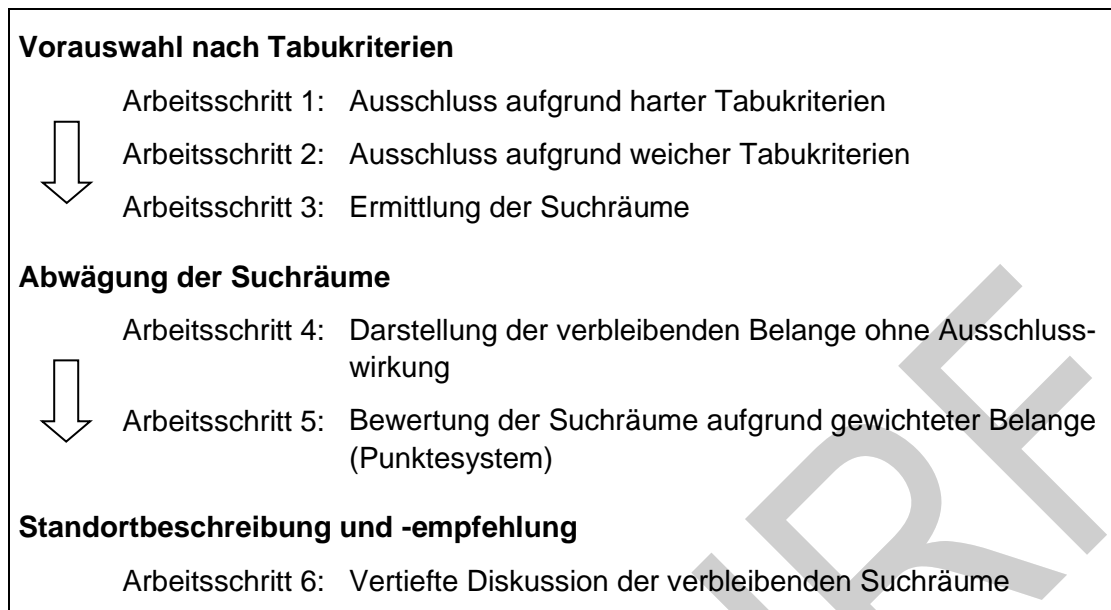 Vorauswahl nach Tabukriterien
Arbeitsschritt 1: Ausschluss aufgrund harter Tabukriterien
Arbeitsschritt 2: Ausschluss aufgrund weicher Tabukriterien
Arbeitsschritt 3: Ermittlung der Suchräume
Abwägung der Suchräume
Arbeitsschritt 4: Darstellung der verbleibenden Belange ohne Ausschluss-
wirkung
Arbeitsschritt 5: Bewertung der Suchräume aufgrund gewichteter Belange
(Punktesystem)
Standortbeschreibung und -empfehlung
Arbeitsschritt 6: Vertiefte Diskussion der verbleibenden Suchräume